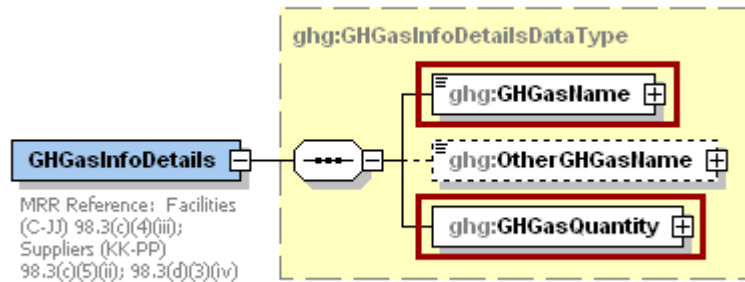 ghg:GHGasInfoDetailsDataType
ghg:GHGasName
GHGasInfoDetails
ghg:OtherGHGasName
MRR Reference: Facilities
(C-JJ) 98.3(c)(4)(iii);
Suppliers (KK-PP)
98.3(c)(5)(ii); 98.3(d)(3)(iv)
ghg:GHGasQuantity